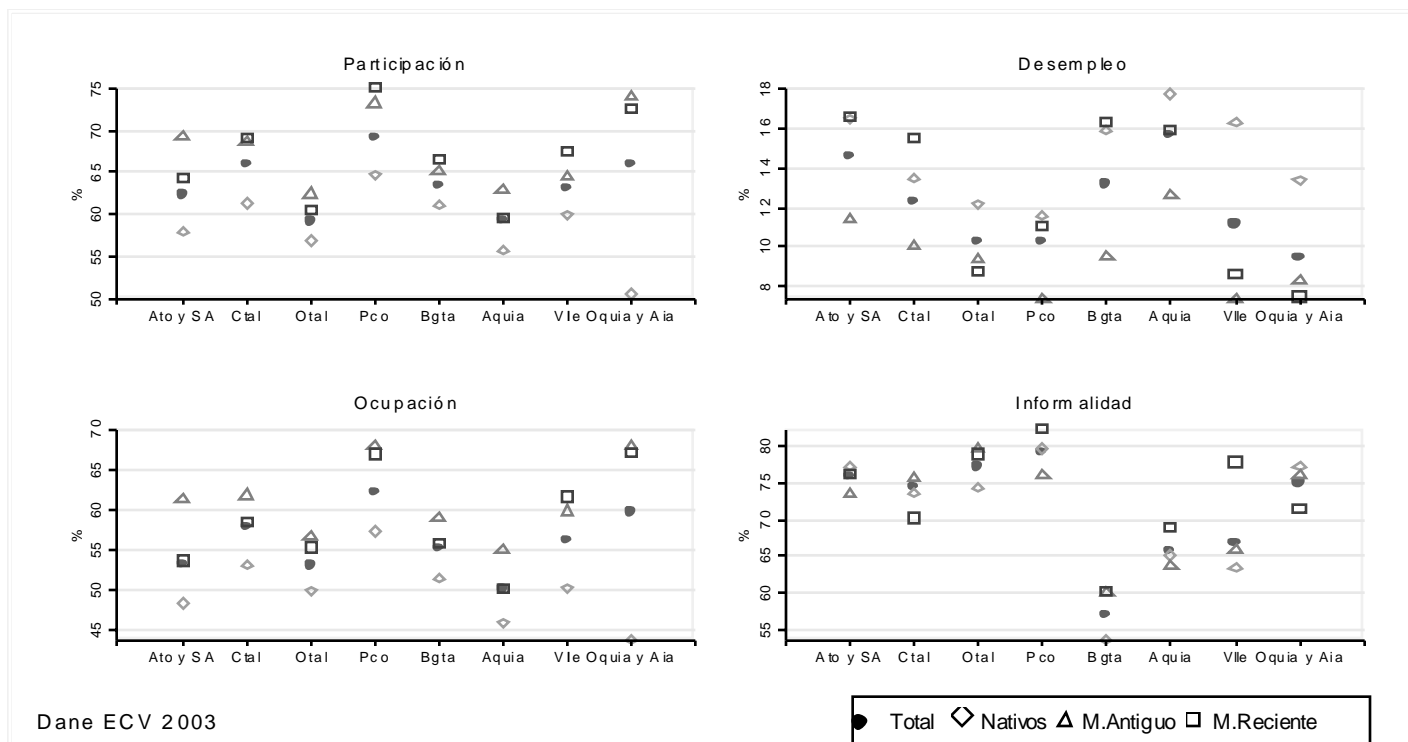 Participación
75
70
65
60
55
50
%
Ato y SA Ctal Otal Pco Bgta Aquia Vlle Oquia y Aia
Desempleo
18
16
14
12
10
8
%
Ato y SA Ctal Otal Pco Bgta Aquia Vlle Oquia y Aia
Ocupación
70
65
60
55
50
45
%
Ato y SA Ctal Otal Pco Bgta Aquia Vlle Oquia y Aia
Informalidad
80
75
70
65
60
55
%
Ato y SA Ctal Otal Pco Bgta Aquia Vlle Oquia y Aia
Dane ECV 2003
Total Nativos M.Antiguo M.Reciente